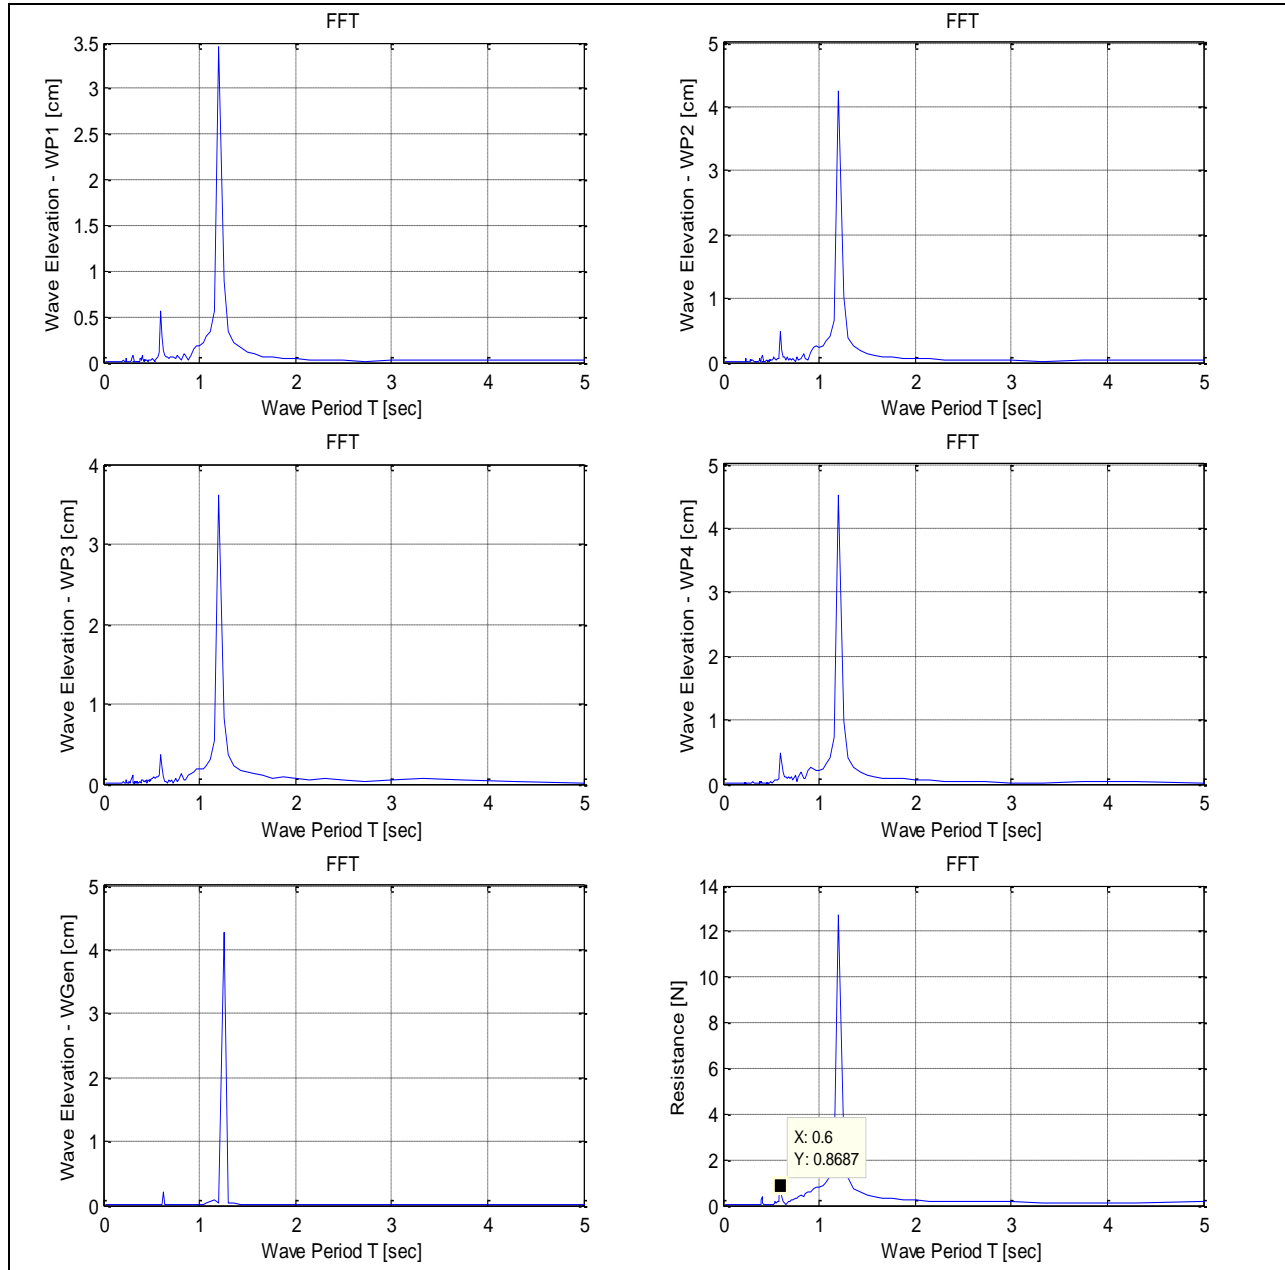 FFT
Wave Elevation - WP1 [cm]
3.5
3
2.5
2
1.5
1
0.5
0
0 1 2 3 4 5
Wave Period T [sec]
FFT
Wave Elevation - WP2 [cm]
5
4
3
2
1
0
0 1 2 3 4 5
Wave Period T [sec]
FFT
Wave Elevation - WP3 [cm]
4
3
2
1
0
0 1 2 3 4 5
Wave Period T [sec]
FFT
Wave Elevation - WP4 [cm]
5
4
3
2
1
0
0 1 2 3 4 5
Wave Period T [sec]
FFT
Wave Elevation - WGen [cm]
5
4
3
2
1
0
0 1 2 3 4 5
Wave Period T [sec]
FFT
Resistance [N]
14
12
10
8
6
4
2
0
X: 0.6
Y: 0.8687
0 1 2 3 4 5
Wave Period T [sec]